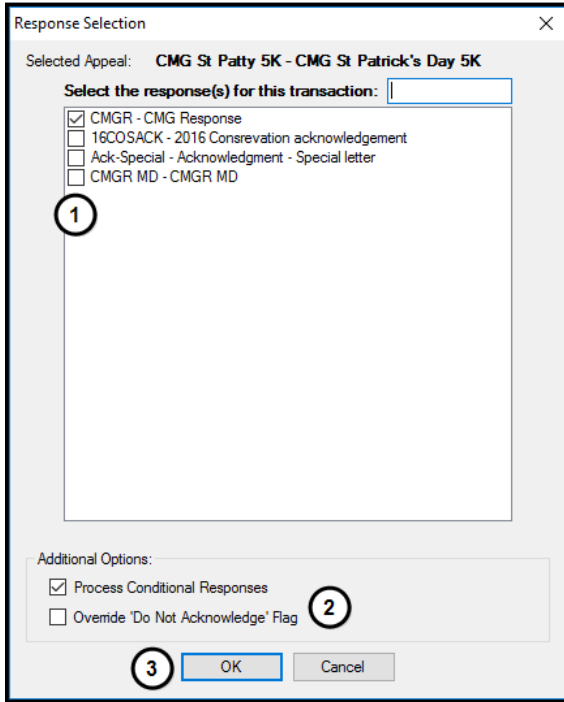 Response Selection
Selected Appeal: CMG St Patty 5K - CMG St Patrick's Day 5K
Select the response(s) for this transaction:
CMGR - CMG Response
16COSACK - 2016 Consrevation acknowledgement
Ack-Special - Acknowledgment - Special letter
CMGR MD - CMGR MD
1
Additional Options:
Process Conditional Responses
Override 'Do Not Acknowledge' Flag
2
3 OK Cancel